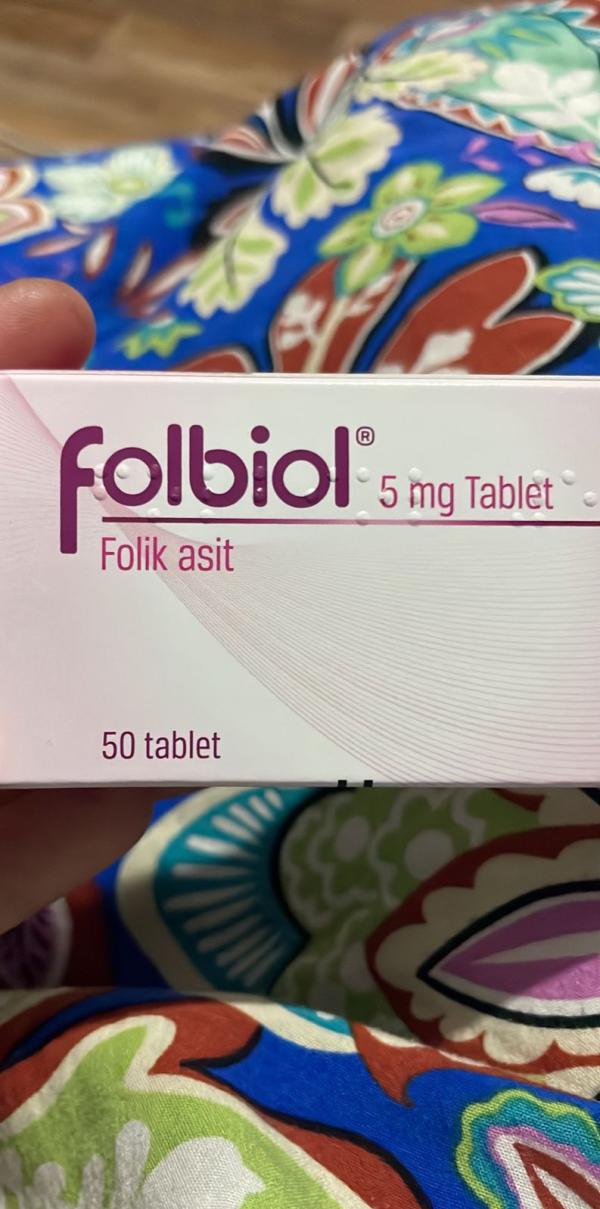 folbiol® 5 mg Tablet
Folik asit
50 tablet